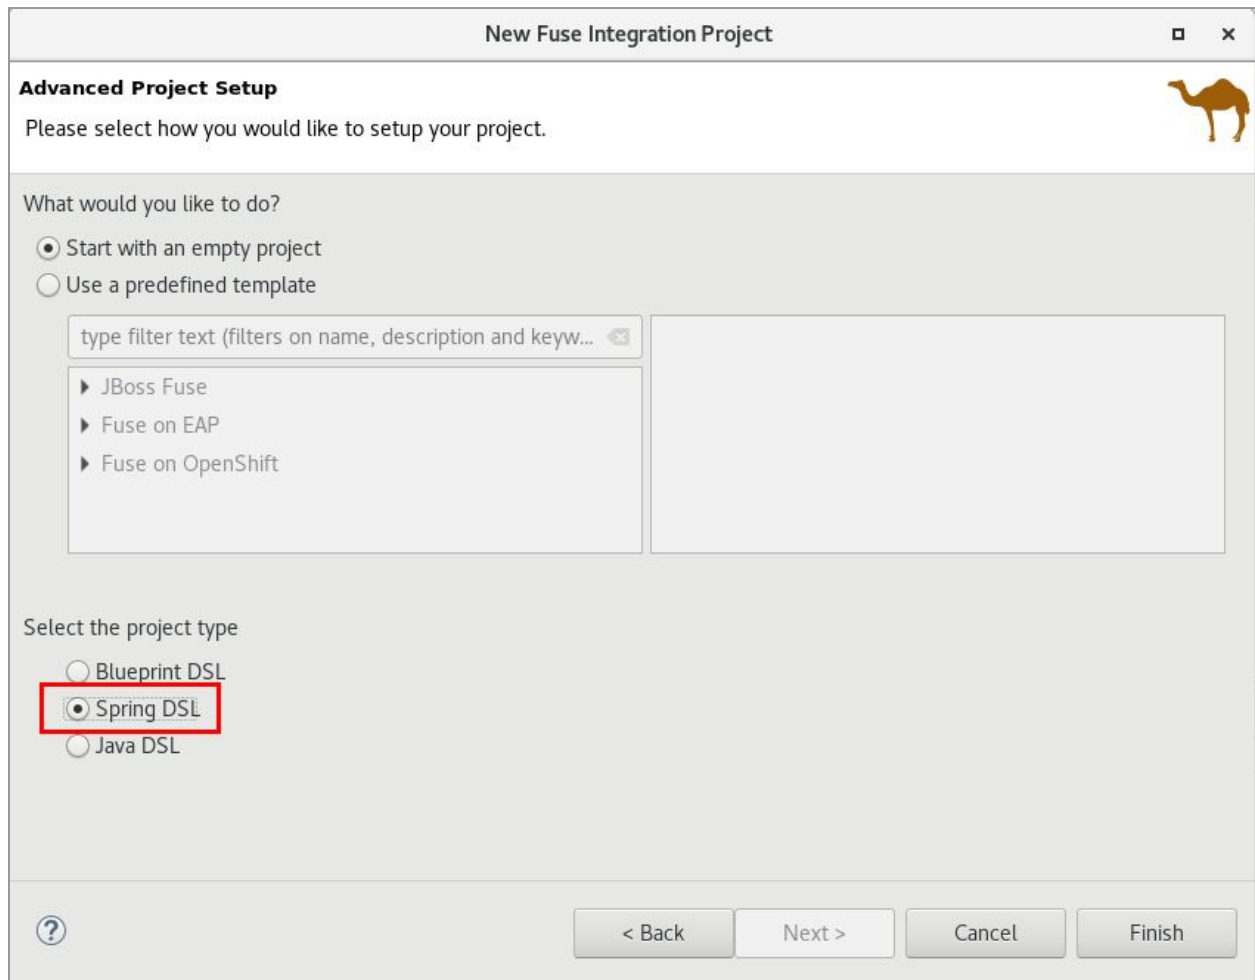 New Fuse Integration Project
Advanced Project Setup
Please select how you would like to setup your project.
What would you like to do?
Start with an empty project
Use a predefined template
type filter text (filters on name, description and keyw...
JBoss Fuse
Fuse on EAP
Fuse on OpenShift
Select the project type
Blueprint DSL
Spring DSL
Java DSL
? < Back Next > Cancel Finish